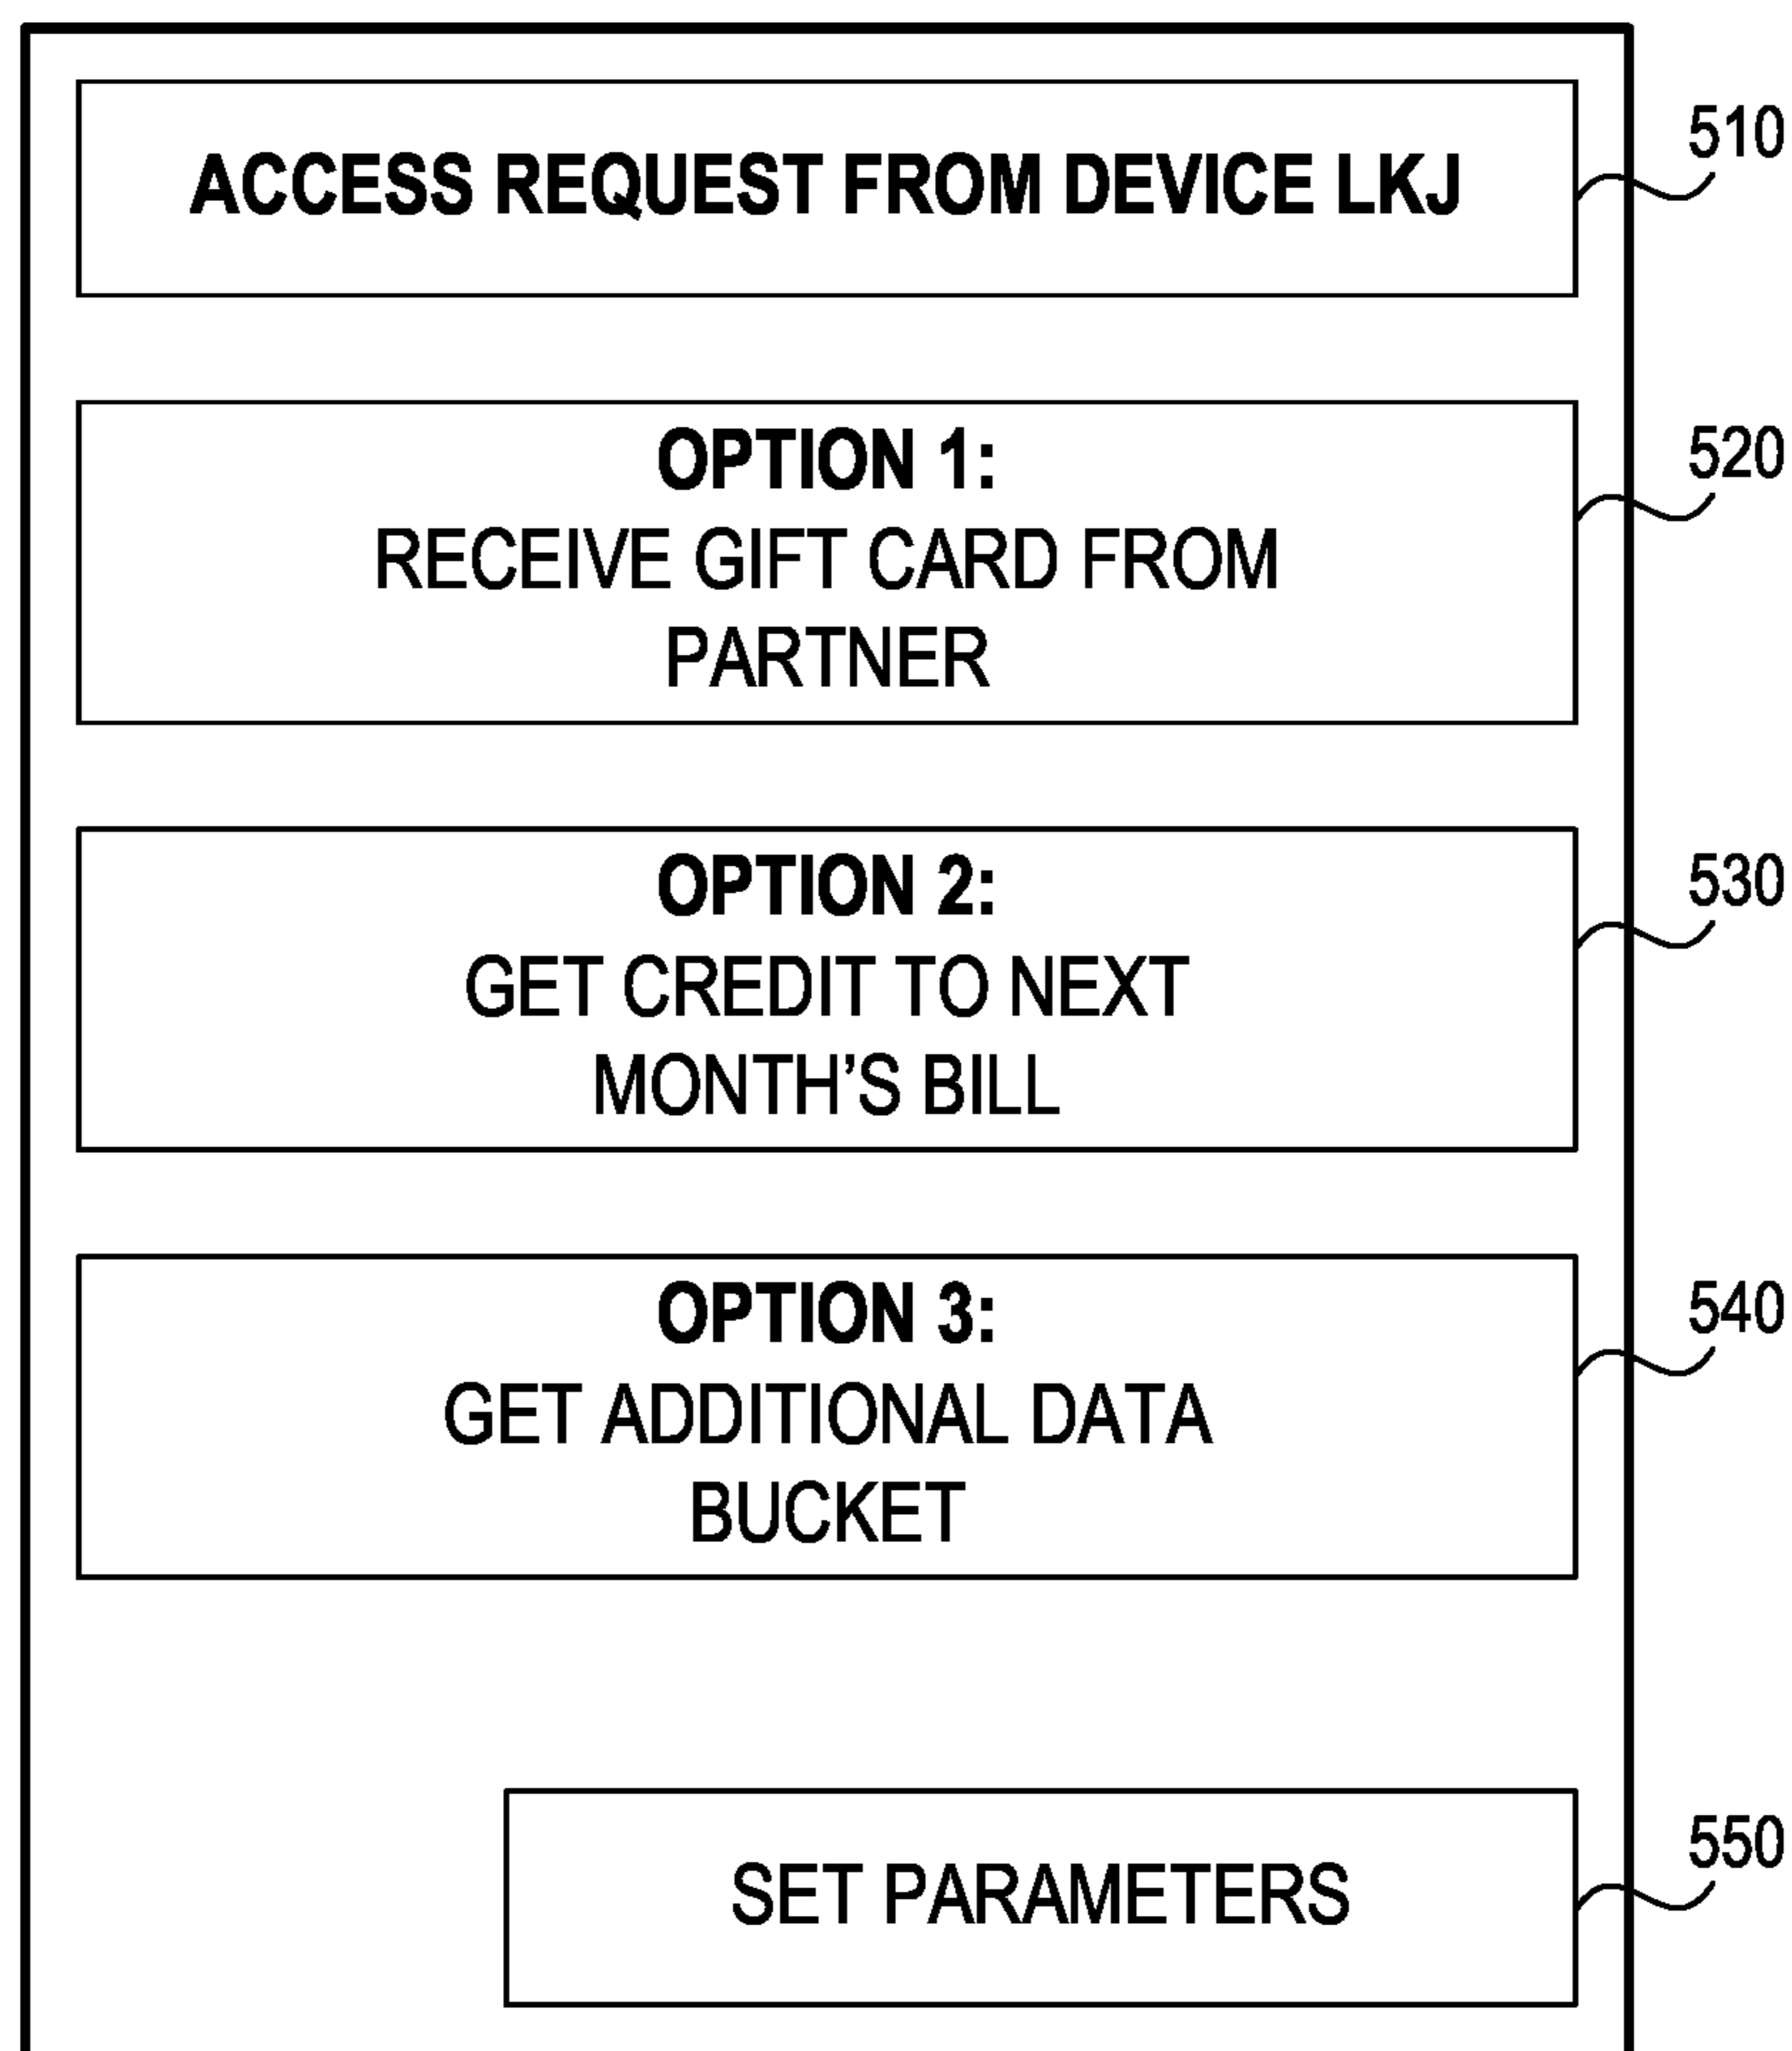 ACCESS REQUEST FROM DEVICE LKJ
510
OPTION 1:
RECEIVE GIFT CARD FROM
PARTNER
520
OPTION 2:
GET CREDIT TO NEXT
MONTH’S BILL
530
OPTION 3:
GET ADDITIONAL DATA
BUCKET
540
SET PARAMETERS
550